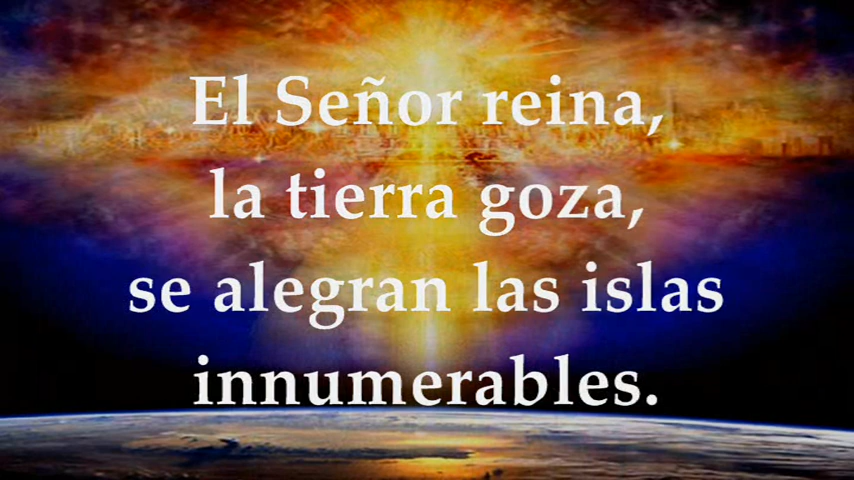 El Señor reina,
la tierra goza,
se alegran las islas
innumerables.